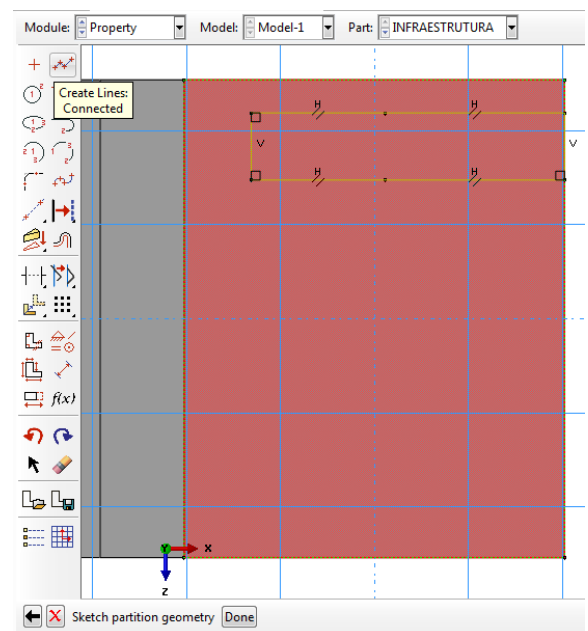 Module: Property Model: Model-1 Part: INFRAESTRUTURA
Create Lines:
Connected
H H
V V
H H
f(x)
Y X
Z
Sketch partition geometry Done